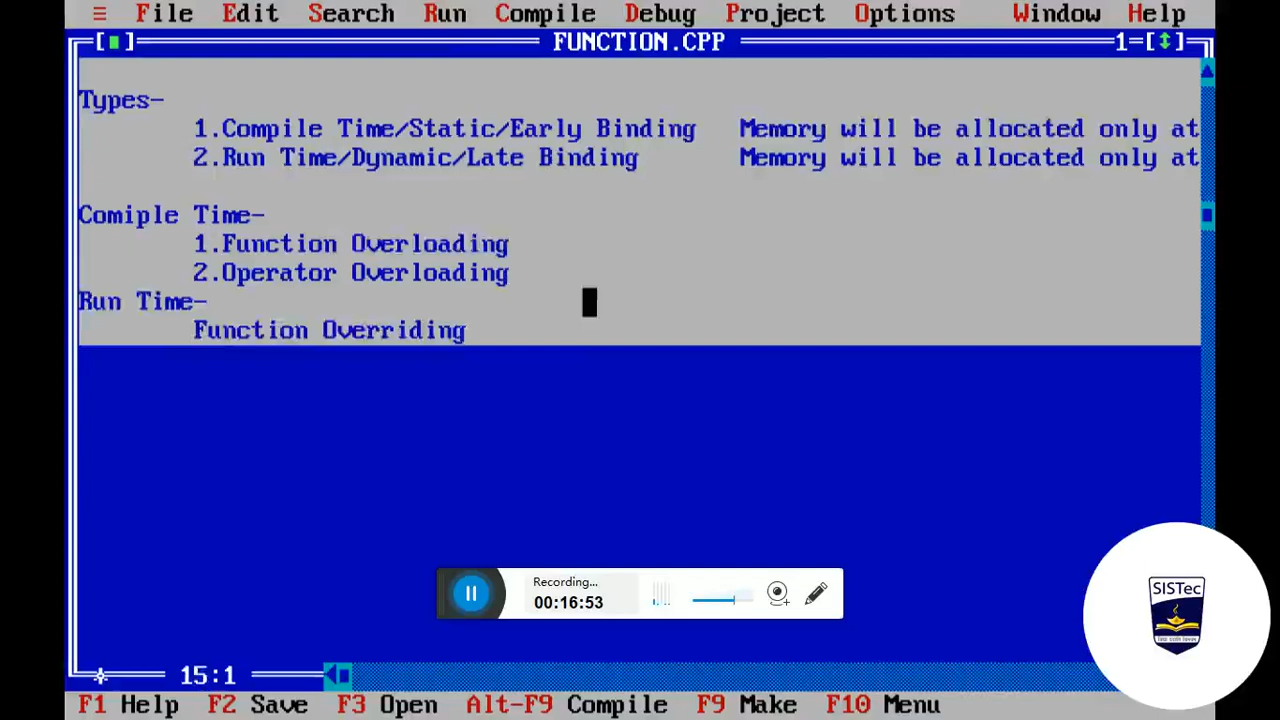 ≡ File Edit Search Run Compile Debug Project Options Window Help
[■] FUNCTION.CPP 1=[↕]
Types-
1.Compile Time/Static/Early Binding Memory will be allocated only at
2.Run Time/Dynamic/Late Binding Memory will be allocated only at
Comiple Time-
1.Function Overloading
2.Operator Overloading
Run Time-
Function Overriding
Recording...
00:16:53
SISTec
15:1
F1 Help F2 Save F3 Open Alt-F9 Compile F9 Make F10 Menu